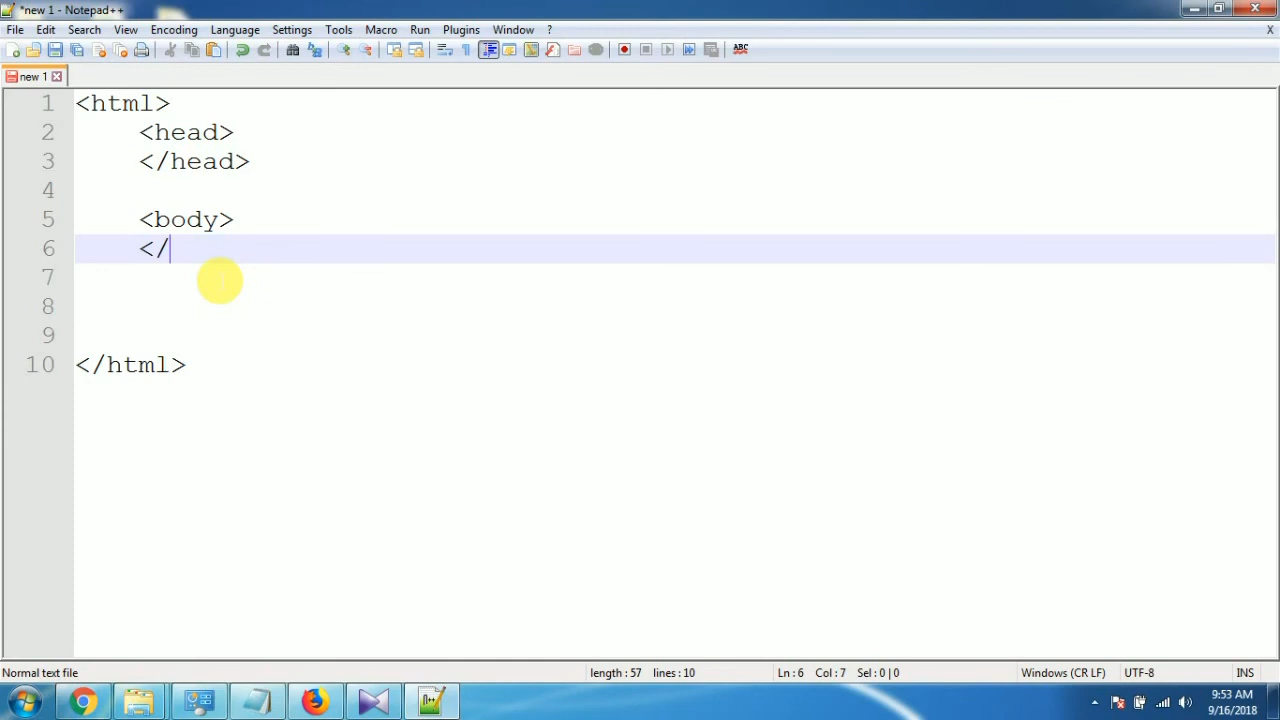 *new 1 - Notepad++
File Edit Search View Encoding Language Settings Tools Macro Run Plugins Window ? X
ABC
new 1
1 <html>
2 <head>
3 </head>
4
5 <body>
6 </
7
8
9
10 </html>
Normal text file length : 57 lines : 10 Ln : 6 Col : 7 Sel : 0 | 0 Windows (CR LF) UTF-8 INS
9:53 AM
9/16/2018